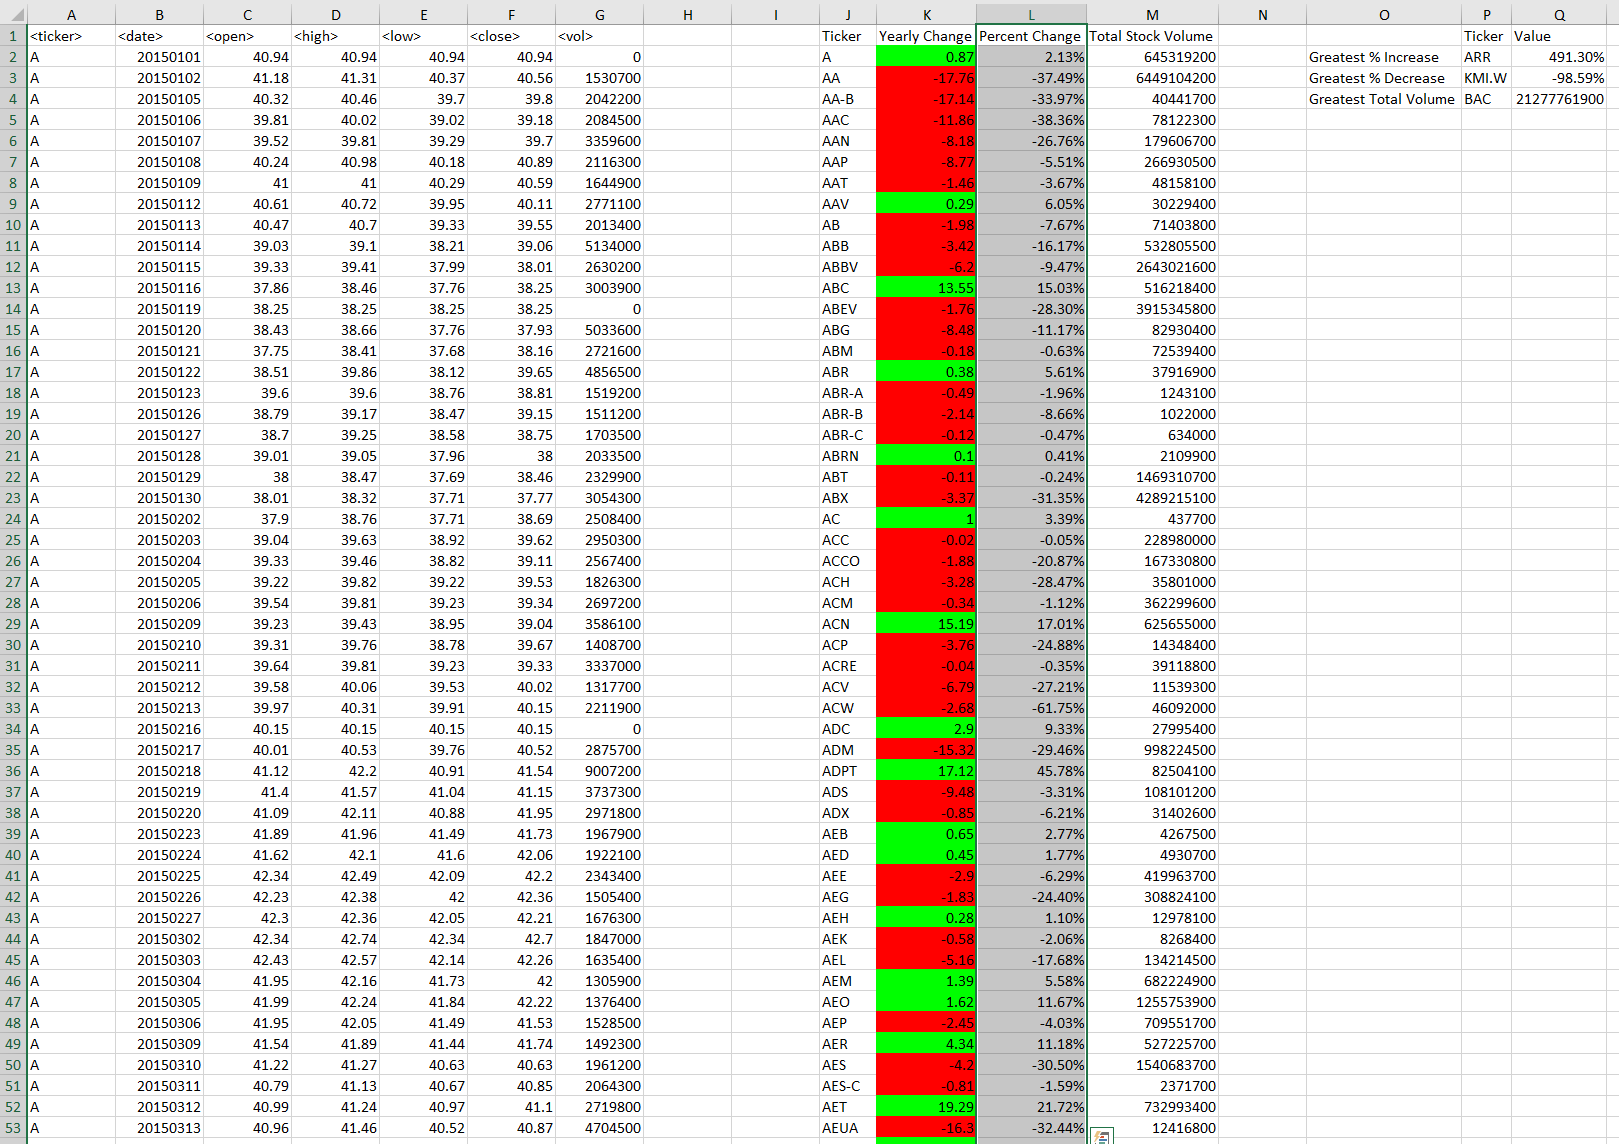 A B C D E F G H I J K L M N O P Q
1 <ticker> <date> <open> <high> <low> <close> <vol> Ticker Yearly Change Percent Change Total Stock Volume Ticker Value
2 A 20150101 40.94 40.94 40.94 40.94 0 A 0.87 2.13% 645319200 Greatest % Increase ARR 491.30%
3 A 20150102 41.18 41.31 40.37 40.56 1530700 AA -17.76 -37.49% 6449104200 Greatest % Decrease KMI.W -98.59%
4 A 20150105 40.32 40.46 39.7 39.8 2042200 AA-B -17.14 -33.97% 40441700 Greatest Total Volume BAC 21277761900
5 A 20150106 39.81 40.02 39.02 39.18 2084500 AAC -11.86 -38.36% 78122300
6 A 20150107 39.52 39.81 39.29 39.7 3359600 AAN -8.18 -26.76% 179606700
7 A 20150108 40.24 40.98 40.18 40.89 2116300 AAP -8.77 -5.51% 266930500
8 A 20150109 41 41 40.29 40.59 1644900 AAT -1.46 -3.67% 48158100
9 A 20150112 40.61 40.72 39.95 40.11 2771100 AAV 0.29 6.05% 30229400
10 A 20150113 40.47 40.7 39.33 39.55 2013400 AB -1.98 -7.67% 71403800
11 A 20150114 39.03 39.1 38.21 39.06 5134000 ABB -3.42 -16.17% 532805500
12 A 20150115 39.33 39.41 37.99 38.01 2630200 ABBV -6.2 -9.47% 2643021600
13 A 20150116 37.86 38.46 37.76 38.25 3003900 ABC 13.55 15.03% 516218400
14 A 20150119 38.25 38.25 38.25 38.25 0 ABEV -1.76 -28.30% 3915345800
15 A 20150120 38.43 38.66 37.76 37.93 5033600 ABG -8.48 -11.17% 82930400
16 A 20150121 37.75 38.41 37.68 38.16 2721600 ABM -0.18 -0.63% 72539400
17 A 20150122 38.51 39.86 38.12 39.65 4856500 ABR 0.38 5.61% 37916900
18 A 20150123 39.6 39.6 38.76 38.81 1519200 ABR-A -0.49 -1.96% 1243100
19 A 20150126 38.79 39.17 38.47 39.15 1511200 ABR-B -2.14 -8.66% 1022000
20 A 20150127 38.7 39.25 38.58 38.75 1703500 ABR-C -0.12 -0.47% 634000
21 A 20150128 39.01 39.05 37.96 38 2033500 ABRN 0.1 0.41% 2109900
22 A 20150129 38 38.47 37.69 38.46 2329900 ABT -0.11 -0.24% 1469310700
23 A 20150130 38.01 38.32 37.71 37.77 3054300 ABX -3.37 -31.35% 4289215100
24 A 20150202 37.9 38.76 37.71 38.69 2508400 AC 1 3.39% 437700
25 A 20150203 39.04 39.63 38.92 39.62 2950300 ACC -0.02 -0.05% 228980000
26 A 20150204 39.33 39.46 38.82 39.11 2567400 ACCO -1.88 -20.87% 167330800
27 A 20150205 39.22 39.82 39.22 39.53 1826300 ACH -3.28 -28.47% 35801000
28 A 20150206 39.54 39.81 39.23 39.34 2697200 ACM -0.34 -1.12% 362299600
29 A 20150209 39.23 39.43 38.95 39.04 3586100 ACN 15.19 17.01% 625655000
30 A 20150210 39.31 39.76 38.78 39.67 1408700 ACP -3.76 -24.88% 14348400
31 A 20150211 39.64 39.81 39.23 39.33 3337000 ACRE -0.04 -0.35% 39118800
32 A 20150212 39.58 40.06 39.53 40.02 1317700 ACV -6.79 -27.21% 11539300
33 A 20150213 39.97 40.31 39.91 40.15 2211900 ACW -2.68 -61.75% 46092000
34 A 20150216 40.15 40.15 40.15 40.15 0 ADC 2.9 9.33% 27995400
35 A 20150217 40.01 40.53 39.76 40.52 2875700 ADM -15.32 -29.46% 998224500
36 A 20150218 41.12 42.2 40.91 41.54 9007200 ADPT 17.12 45.78% 82504100
37 A 20150219 41.4 41.57 41.04 41.15 3737300 ADS -9.48 -3.31% 108101200
38 A 20150220 41.09 42.11 40.88 41.95 2971800 ADX -0.85 -6.21% 31402600
39 A 20150223 41.89 41.96 41.49 41.73 1967900 AEB 0.65 2.77% 4267500
40 A 20150224 41.62 42.1 41.6 42.06 1922100 AED 0.45 1.77% 4930700
41 A 20150225 42.34 42.49 42.09 42.2 2343400 AEE -2.9 -6.29% 419963700
42 A 20150226 42.23 42.38 42 42.36 1505400 AEG -1.83 -24.40% 308824100
43 A 20150227 42.3 42.36 42.05 42.21 1676300 AEH 0.28 1.10% 12978100
44 A 20150302 42.34 42.74 42.34 42.7 1847000 AEK -0.58 -2.06% 8268400
45 A 20150303 42.43 42.57 42.14 42.26 1635400 AEL -5.16 -17.68% 134214500
46 A 20150304 41.95 42.16 41.73 42 1305900 AEM 1.39 5.58% 682224900
47 A 20150305 41.99 42.24 41.84 42.22 1376400 AEO 1.62 11.67% 1255753900
48 A 20150306 41.95 42.05 41.49 41.53 1528500 AEP -2.45 -4.03% 709551700
49 A 20150309 41.54 41.89 41.44 41.74 1492300 AER 4.34 11.18% 527225700
50 A 20150310 41.22 41.27 40.63 40.63 1961200 AES -4.2 -30.50% 1540683700
51 A 20150311 40.79 41.13 40.67 40.85 2064300 AES-C -0.81 -1.59% 2371700
52 A 20150312 40.99 41.24 40.97 41.1 2719800 AET 19.29 21.72% 732993400
53 A 20150313 40.96 41.46 40.52 40.87 4704500 AEUA -16.3 -32.44% 12416800